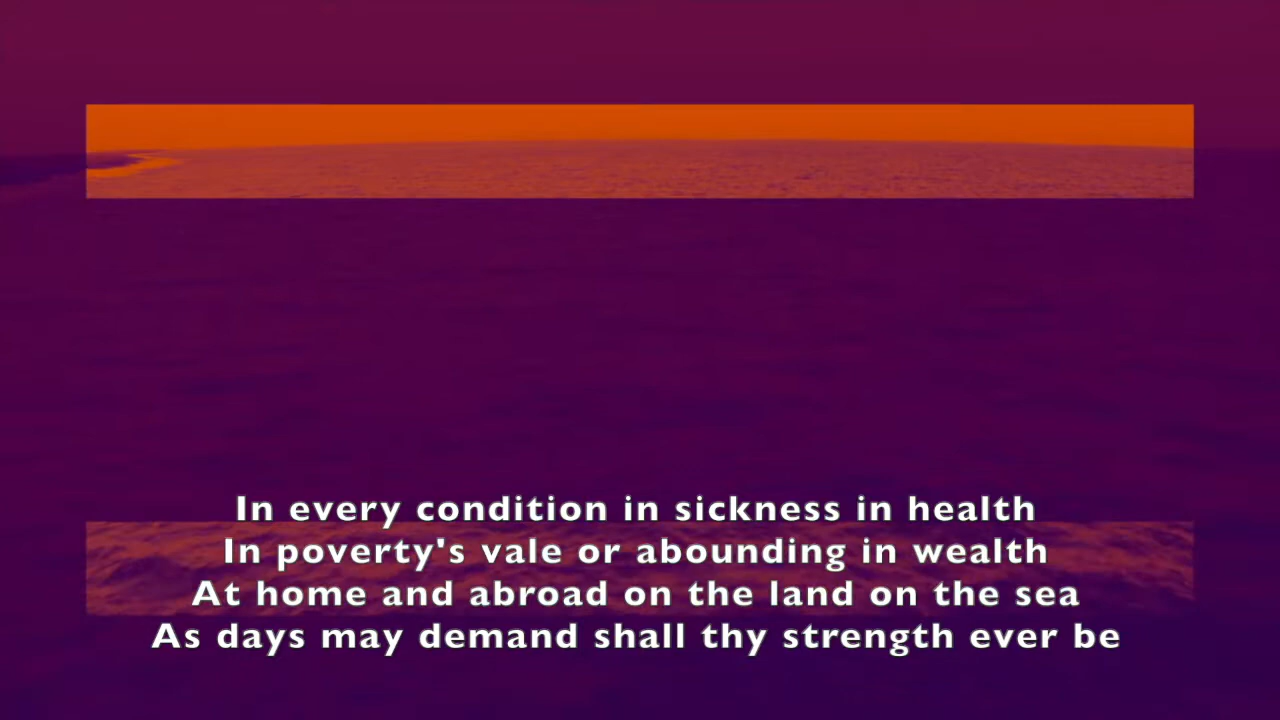 In every condition in sickness in health
In poverty's vale or abounding in wealth
At home and abroad on the land on the sea
As days may demand shall thy strength ever be